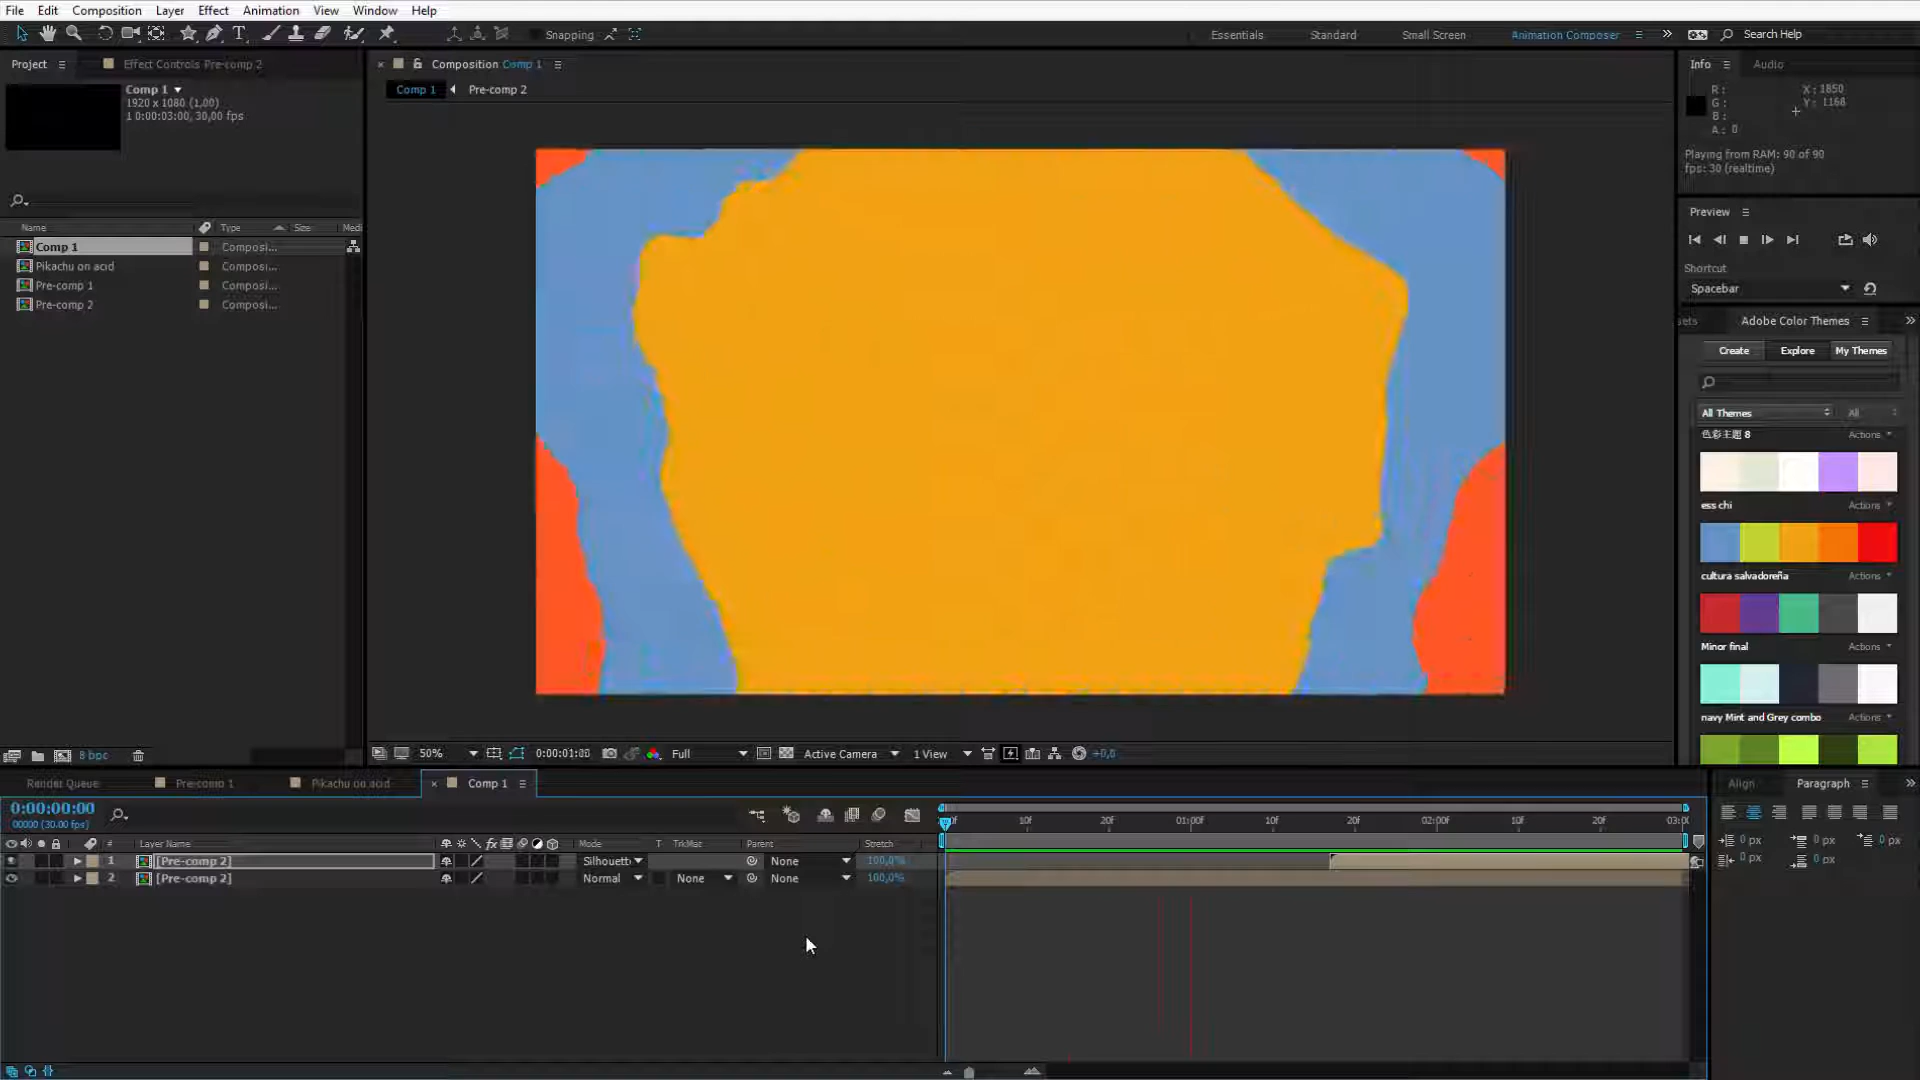 File Edit Composition Layer Effect Animation View Window Help
Snapping Essentials Standard Small Screen Animation Composer Search Help
Project Effect Controls Pre-comp 2 Composition Comp 1 Info Audio
Comp 1 Pre-comp 2
Comp 1
1920 x 1080 (1,00)
1 0:00:03:00, 30,00 fps
R :
G :
B :
A : 0
X : 1850
Y : 1168
Playing from RAM: 90 of 90
fps: 30 (realtime)
Preview
Shortcut
Spacebar
Name Type Size Medi
Comp 1 Composi...
Pikachu on acid Composi...
Pre-comp 1 Composi...
Pre-comp 2 Composi...
sets Adobe Color Themes
Create Explore My Themes
All Themes All
色彩主題 8 Actions
ess chi Actions
cultura salvadoreña Actions
Minor final Actions
navy Mint and Grey combo Actions
8 bpc
50% 0:00:01:00 Full Active Camera 1 View +0,0
Render Queue Pre-comp 1 Pikachu on acid Comp 1
Align Paragraph
0:00:00:00
00000 (30.00 fps)
10f 20f 01:00f 10f 20f 02:00f 10f 20f 03:0
# Layer Name Mode T TrkMat Parent Stretch
1 [Pre-comp 2] Silhouett None 100,0%
2 [Pre-comp 2] Normal None None 100,0%
0 px 0 px 0 px
0 px 0 px